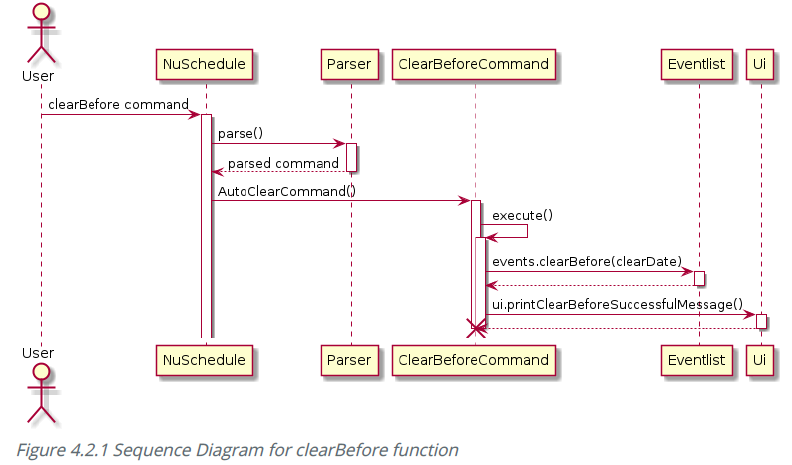 User
NuSchedule Parser ClearBeforeCommand Eventlist Ui
clearBefore command
parse()
parsed command
AutoClearCommand()
execute()
events.clearBefore(clearDate)
ui.printClearBeforeSuccessfulMessage()
User
NuSchedule Parser ClearBeforeCommand Eventlist Ui
Figure 4.2.1 Sequence Diagram for clearBefore function